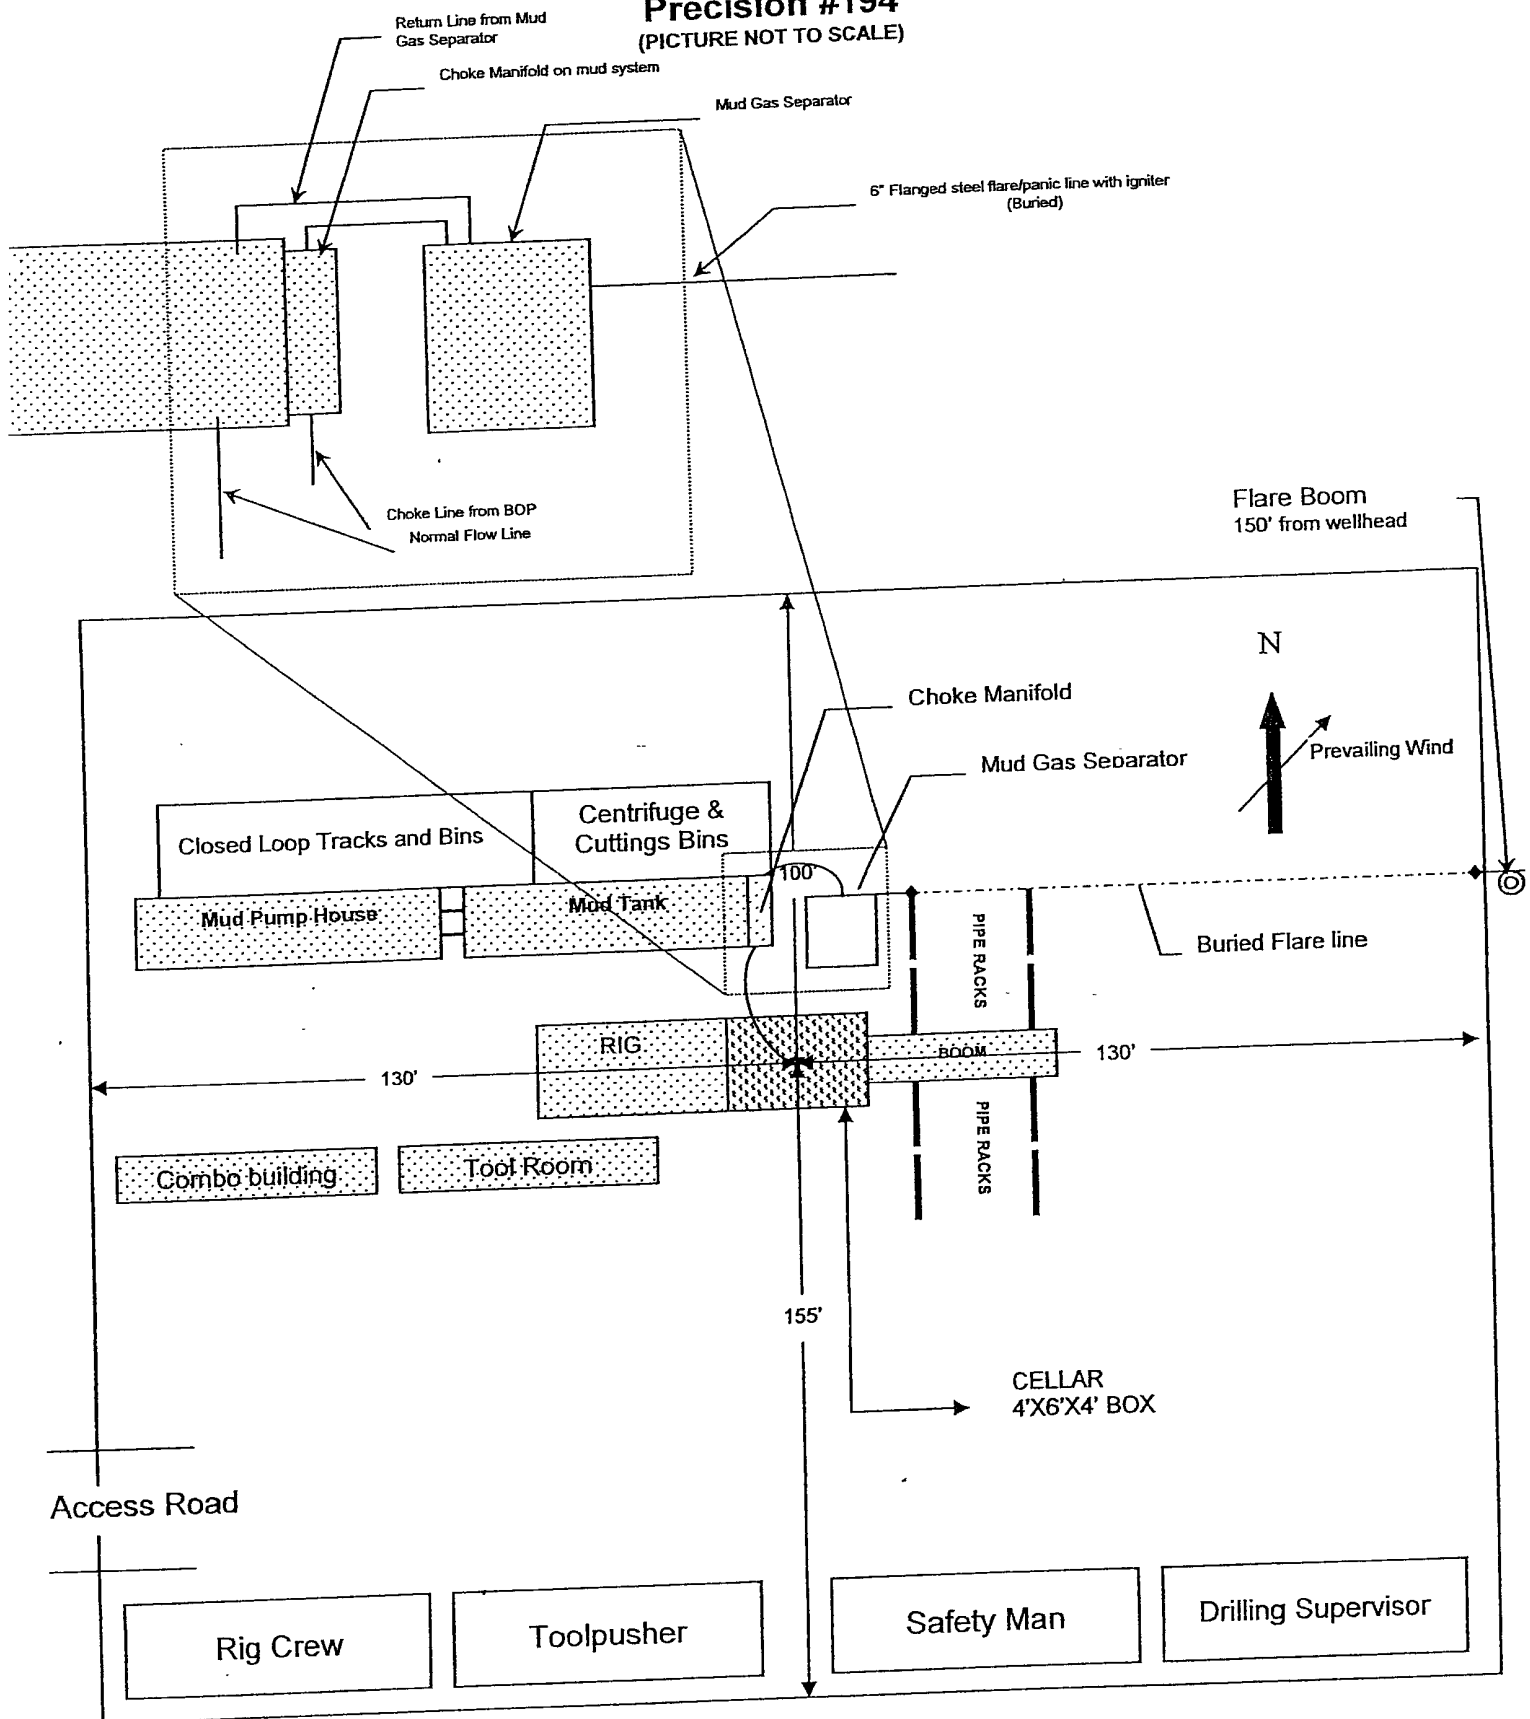 Precision #194
(PICTURE NOT TO SCALE)
Return Line from Mud
Gas Separator
Choke Manifold on mud system
Mud Gas Separator
6" Flanged steel flare/panic line with igniter
(Buried)
Choke Line from BOP
Normal Flow Line
Flare Boom
150' from wellhead
N
Prevailing Wind
Choke Manifold
Mud Gas Separator
Closed Loop Tracks and Bins
Centrifuge &
Cuttings Bins
100'
Mud Pump House
Mud Tank
PIPE RACKS
Buried Flare line
RIG
BOOM
130'
130'
Combo building
Tool Room
PIPE RACKS
155'
CELLAR
4'X6'X4' BOX
Access Road
Rig Crew
Toolpusher
Safety Man
Drilling Supervisor